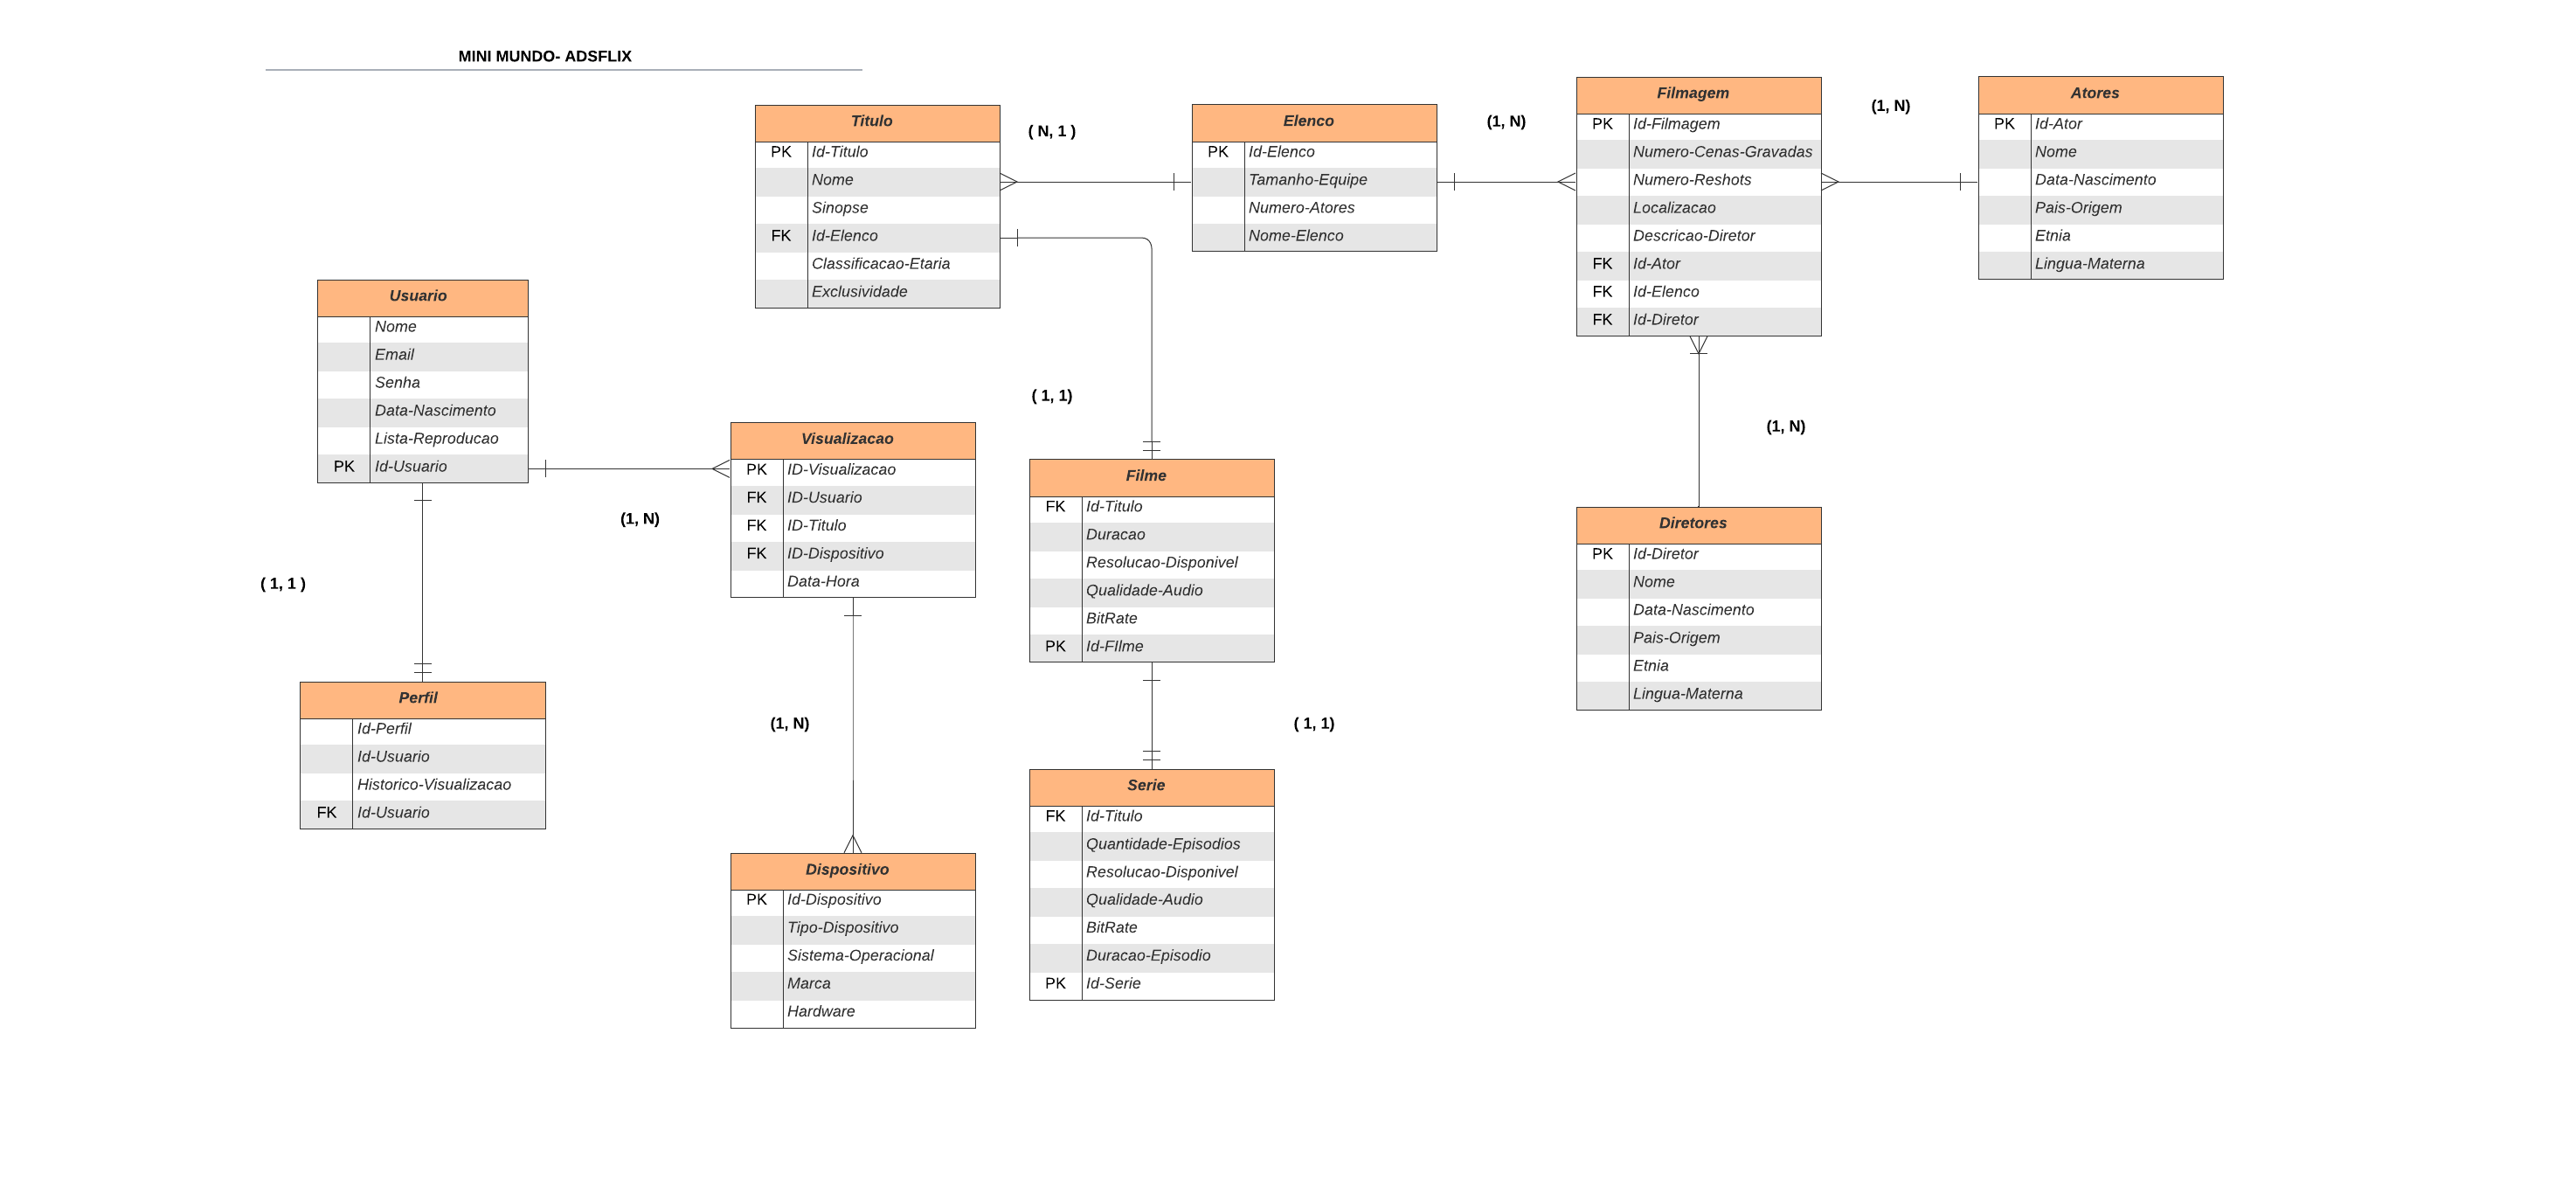 MINI MUNDO- ADSFLIX
Titulo
PK Id-Titulo
Nome
Sinopse
FK Id-Elenco
Classificacao-Etaria
Exclusividade
( N, 1 )
Elenco
PK Id-Elenco
Tamanho-Equipe
Numero-Atores
Nome-Elenco
(1, N)
Filmagem
PK Id-Filmagem
Numero-Cenas-Gravadas
Numero-Reshots
Localizacao
Descricao-Diretor
FK Id-Ator
FK Id-Elenco
FK Id-Diretor
(1, N)
Atores
PK Id-Ator
Nome
Data-Nascimento
Pais-Origem
Etnia
Lingua-Materna
Usuario
Nome
Email
Senha
Data-Nascimento
Lista-Reproducao
PK Id-Usuario
(1, N)
( 1, 1 )
Perfil
Id-Perfil
Id-Usuario
Historico-Visualizacao
FK Id-Usuario
Visualizacao
PK ID-Visualizacao
FK ID-Usuario
FK ID-Titulo
FK ID-Dispositivo
Data-Hora
(1, N)
Dispositivo
PK Id-Dispositivo
Tipo-Dispositivo
Sistema-Operacional
Marca
Hardware
( 1, 1)
Filme
FK Id-Titulo
Duracao
Resolucao-Disponivel
Qualidade-Audio
BitRate
PK Id-FIlme
( 1, 1)
Serie
FK Id-Titulo
Quantidade-Episodios
Resolucao-Disponivel
Qualidade-Audio
BitRate
Duracao-Episodio
PK Id-Serie
(1, N)
Diretores
PK Id-Diretor
Nome
Data-Nascimento
Pais-Origem
Etnia
Lingua-Materna